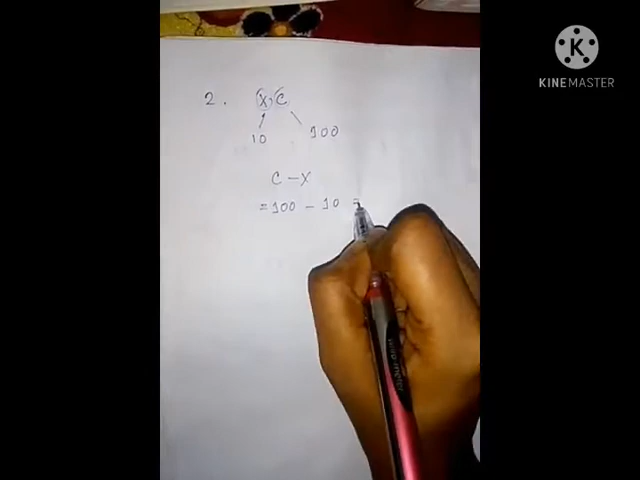 2. X, C
10 100
C - X
= 100 - 10 =
KINEMASTER